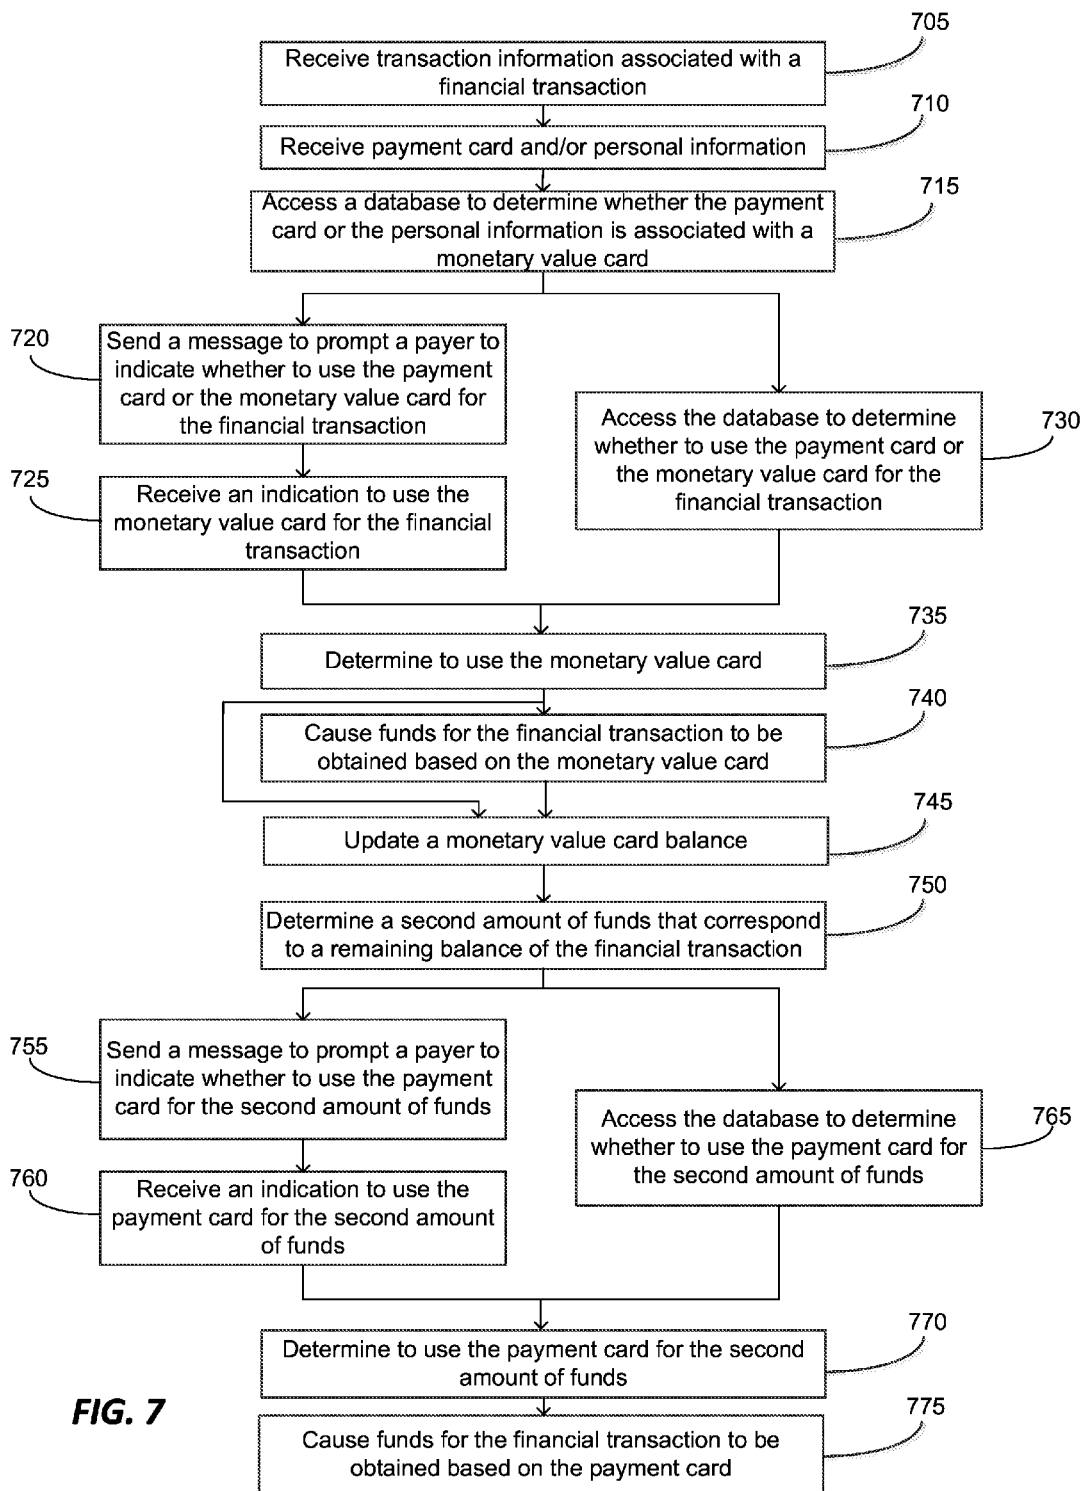 705
Receive transaction information associated with a
financial transaction
710
Receive payment card and/or personal information
715
Access a database to determine whether the payment
card or the personal information is associated with a
monetary value card
720
Send a message to prompt a payer to
indicate whether to use the payment
card or the monetary value card for
the financial transaction
725
Receive an indication to use the
monetary value card for the financial
transaction
730
Access the database to determine
whether to use the payment card or
the monetary value card for the
financial transaction
735
Determine to use the monetary value card
740
Cause funds for the financial transaction to be
obtained based on the monetary value card
745
Update a monetary value card balance
750
Determine a second amount of funds that correspond
to a remaining balance of the financial transaction
755
Send a message to prompt a payer to
indicate whether to use the payment
card for the second amount of funds
760
Receive an indication to use the
payment card for the second amount
of funds
765
Access the database to determine
whether to use the payment card for
the second amount of funds
770
Determine to use the payment card for the second
amount of funds
775
Cause funds for the financial transaction to be
obtained based on the payment card
FIG. 7